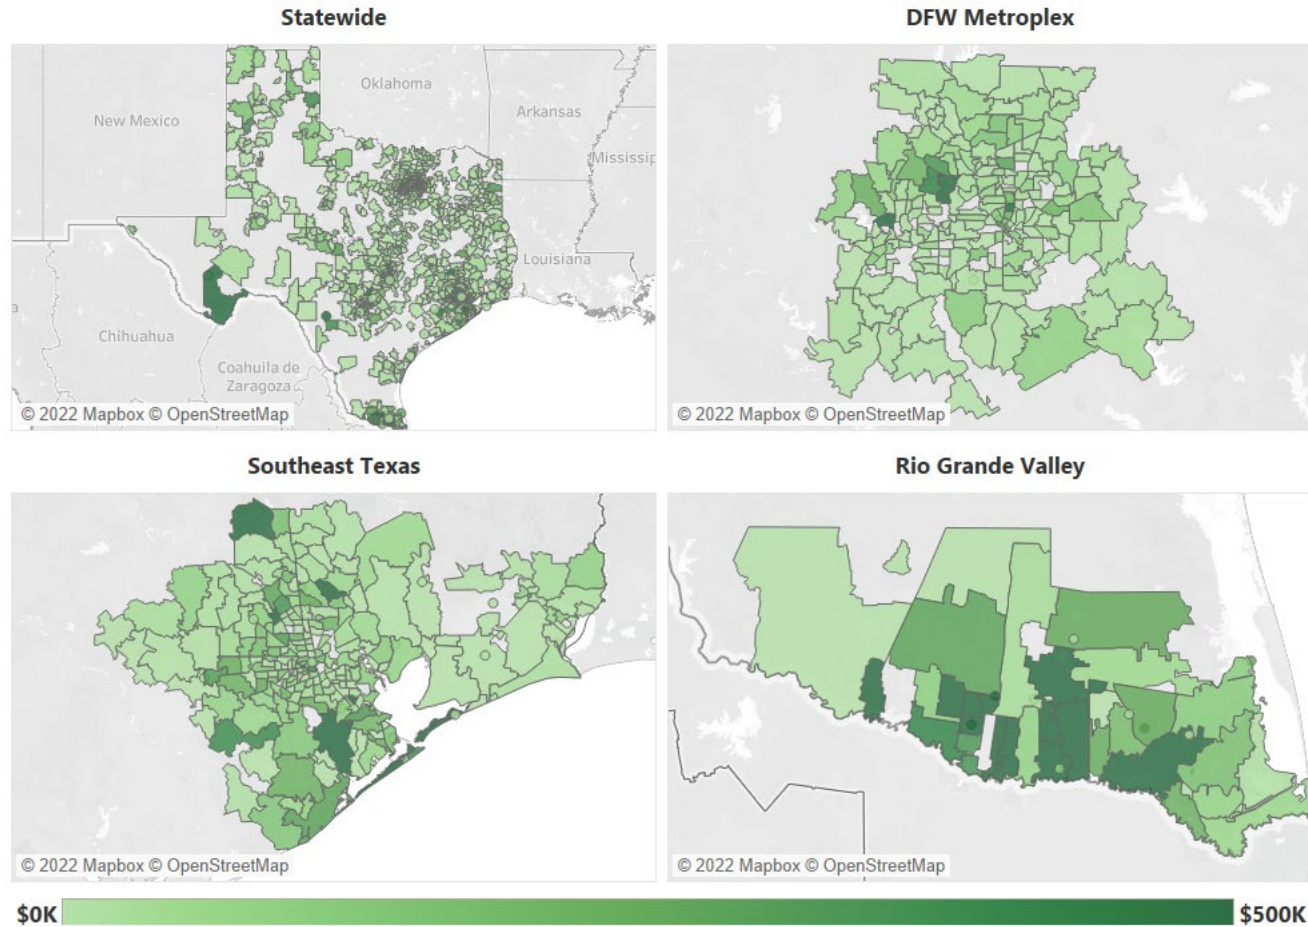 Statewide
DFW Metroplex
Oklahoma
New Mexico
Arkansas
Mississip
Louisiana
Chihuahua
Coahuila de
Zaragoza
a
© 2022 Mapbox © OpenStreetMap
© 2022 Mapbox © OpenStreetMap
Southeast Texas
Rio Grande Valley
© 2022 Mapbox © OpenStreetMap
© 2022 Mapbox © OpenStreetMap
$0K
$500K